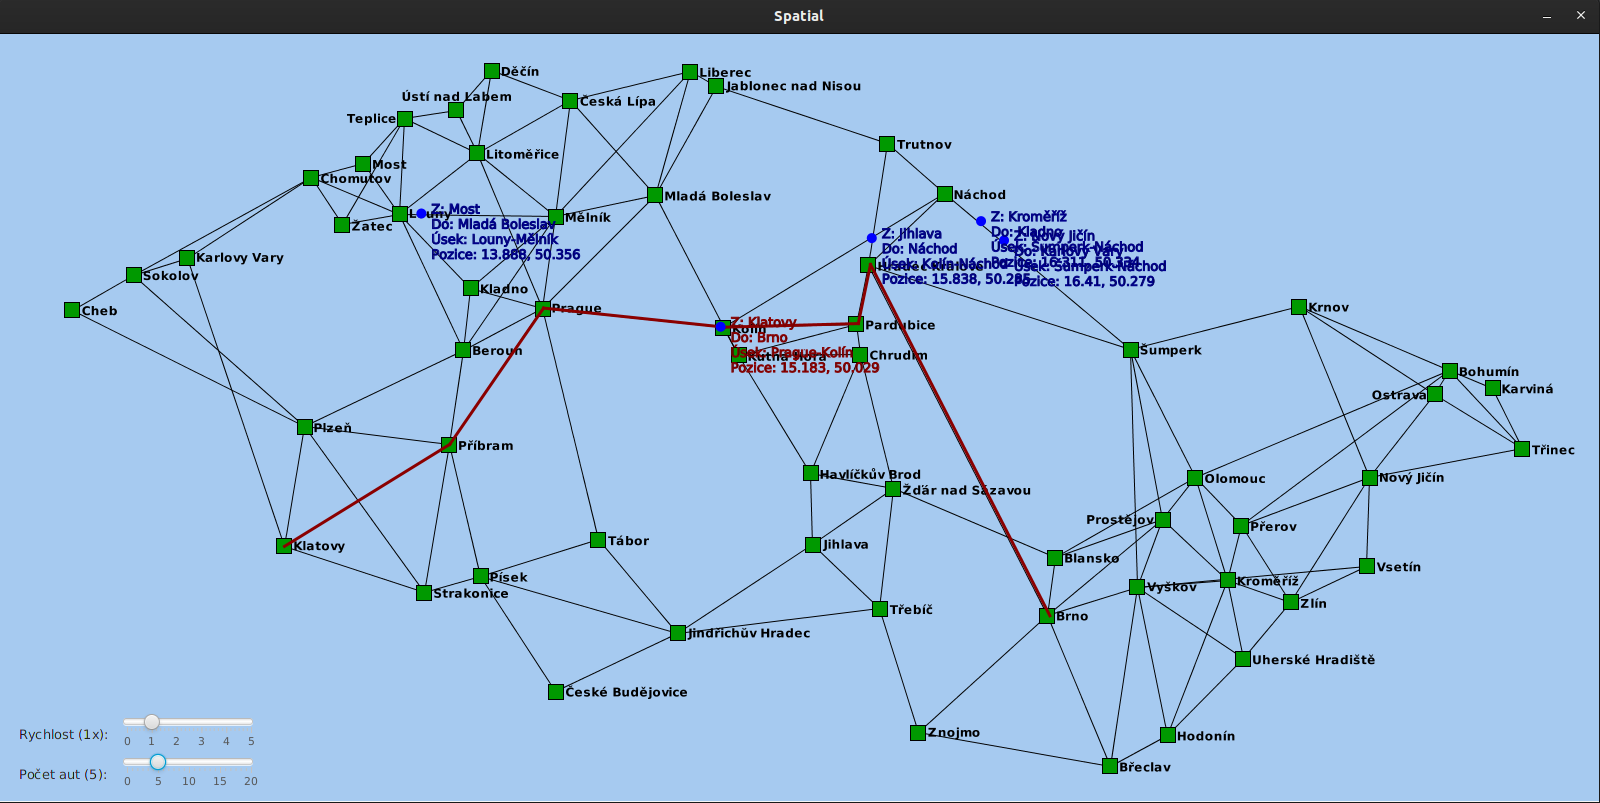 Spatial
Děčín
Liberec
Jablonec nad Nisou
Ústí nad Labem
Česká Lípa
Teplice
Trutnov
Litoměřice
Most
Chomutov
Mladá Boleslav
Náchod
Louny
Z: Most
Do: Mladá Boleslav
Úsek: Louny-Mělník
Pozice: 13.868, 50.356
Mělník
Žatec
Z: Kroměříž
Do: Kladno
Úsek: Šumperk-Náchod
Pozice: 16.311, 50.334
Z: Jihlava
Do: Náchod
Úsek: Kolín-Náchod
Pozice: 15.838, 50.285
Z: Nový Jičín
Do: Karlovy Vary
Úsek: Šumperk-Náchod
Pozice: 16.41, 50.279
Karlovy Vary
Hradec Králové
Sokolov
Kladno
Cheb
Prague
Krnov
Z: Klatovy
Do: Brno
Úsek: Prague-Kolín
Pozice: 15.183, 50.029
Kolín
Pardubice
Beroun
Kutná Hora
Chrudim
Šumperk
Bohumín
Karviná
Ostrava
Plzeň
Příbram
Třinec
Havlíčkův Brod
Žďár nad Sázavou
Olomouc
Nový Jičín
Prostějov
Přerov
Klatovy
Tábor
Jihlava
Blansko
Vsetín
Písek
Strakonice
Vyškov
Kroměříž
Zlín
Třebíč
Brno
Jindřichův Hradec
Uherské Hradiště
České Budějovice
Znojmo
Hodonín
Břeclav
Rychlost (1x):
0 1 2 3 4 5
Počet aut (5):
0 5 10 15 20